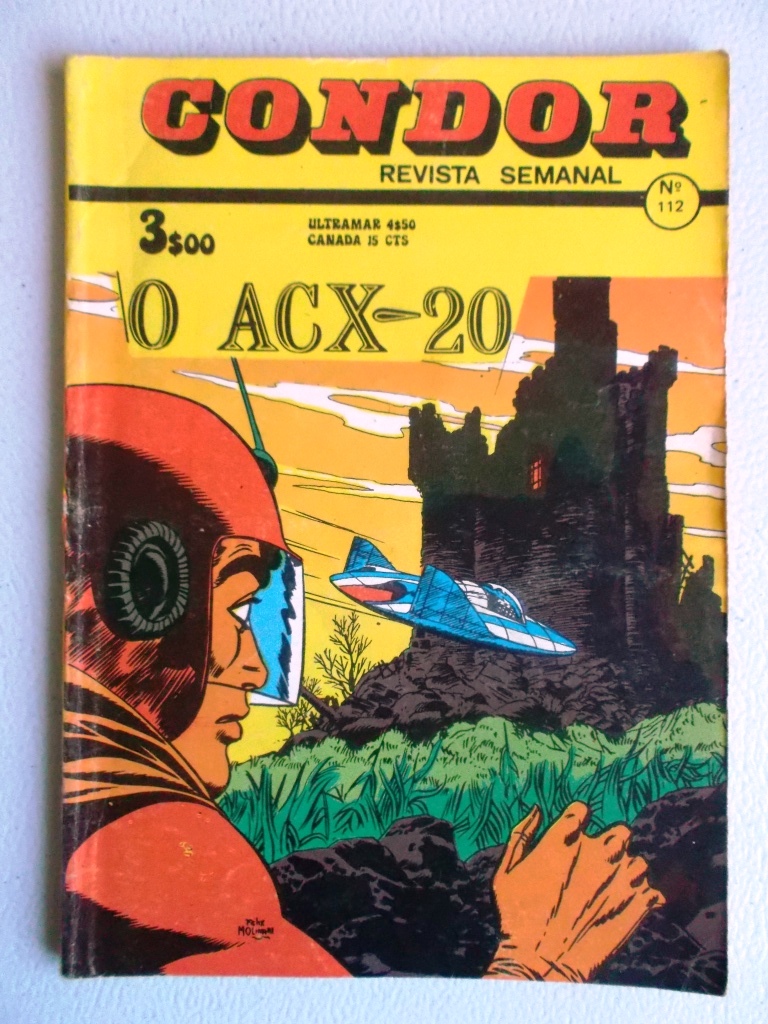 CONDOR
REVISTA SEMANAL
Nº
112
3$00
ULTRAMAR 4$50
CANADA 15 CTS
O ACX-20